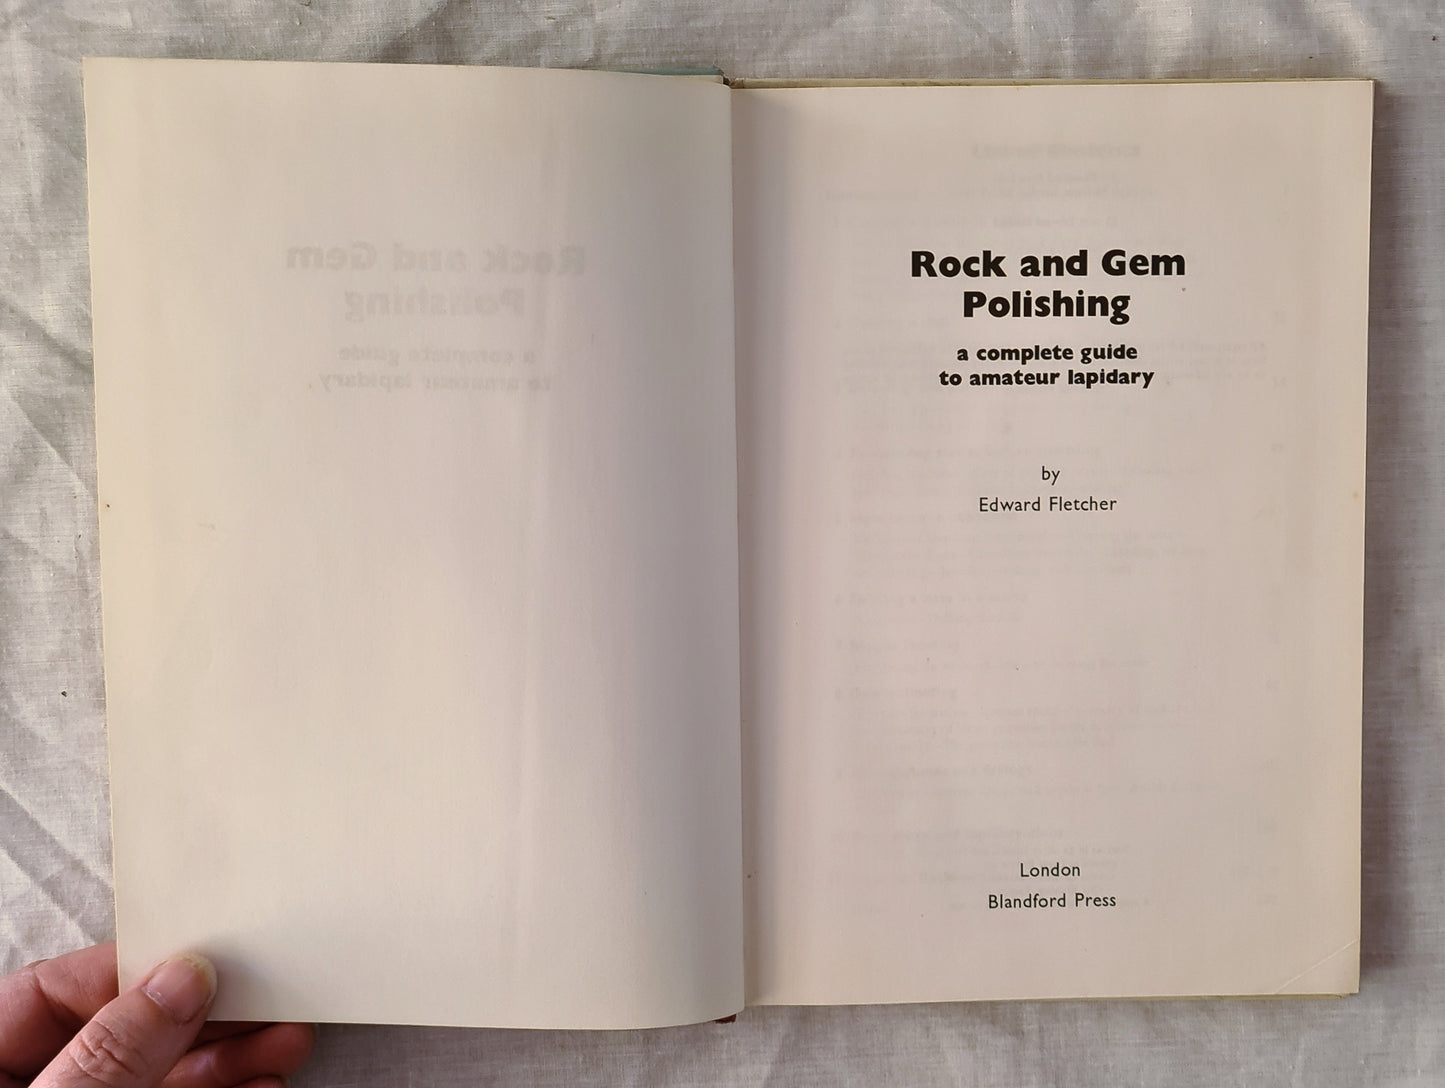 Rock and Gem
Polishing
a complete guide
to amateur lapidary
by
Edward Fletcher
London
Blandford Press